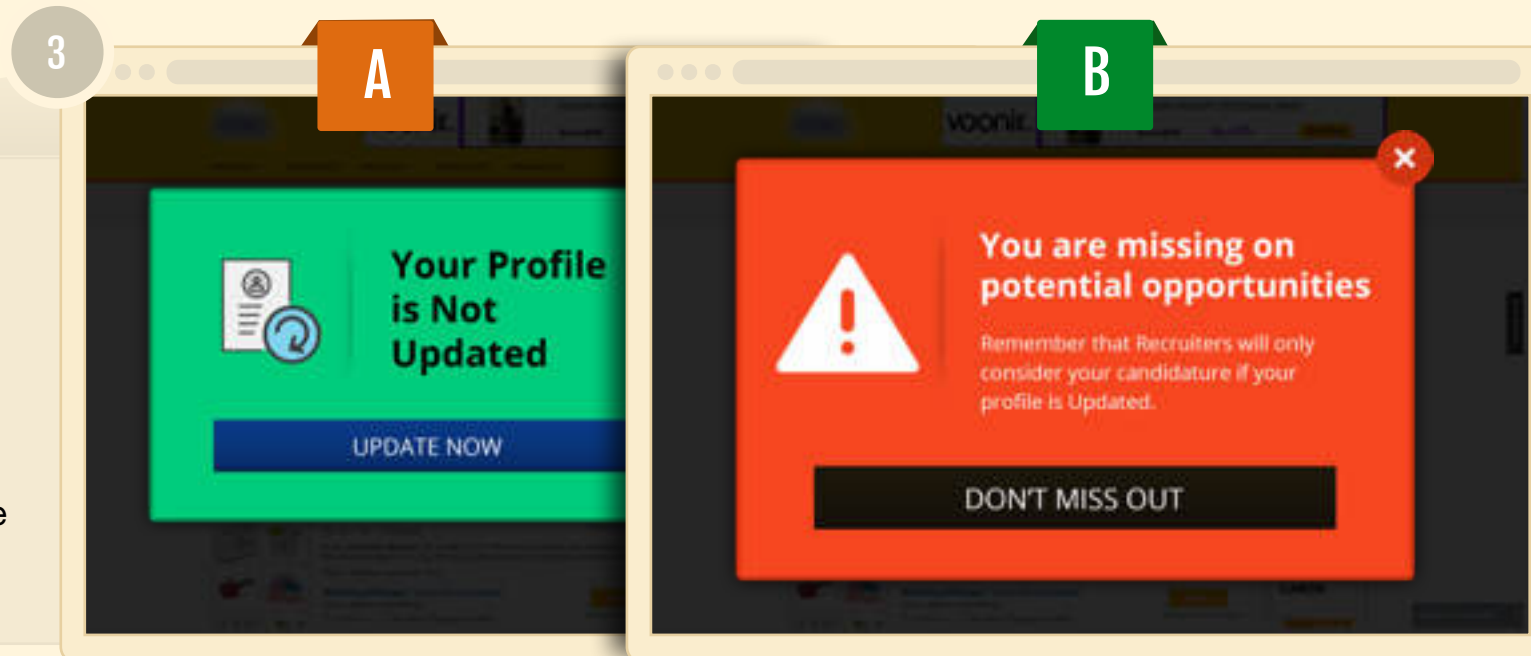 3
A
B
voonik
Your Profile
is Not
Updated
UPDATE NOW
You are missing on
potential opportunities
Remember that Recruiters will only
consider your candidature if your
profile is Updated.
DON'T MISS OUT
e